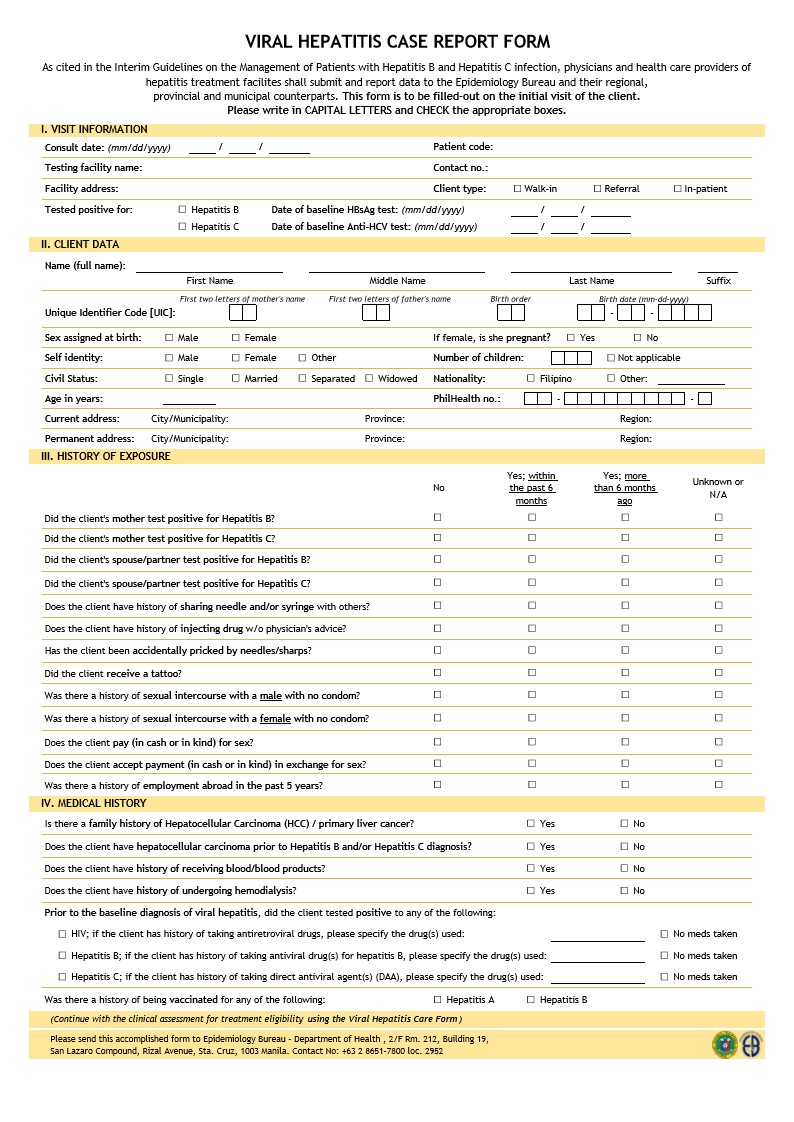 VIRAL HEPATITIS CASE REPORT FORM
As cited in the Interim Guidelines on the Management of Patients with Hepatitis B and Hepatitis C infection, physicians and health care providers of
hepatitis treatment facilites shall submit and report data to the Epidemiology Bureau and their regional,
provincial and municipal counterparts. This form is to be filled-out on the initial visit of the client.
Please write in CAPITAL LETTERS and CHECK the appropriate boxes.
I. VISIT INFORMATION
Consult date: (mm/dd/yyyy) ____ / ____ / ______ Patient code:
Testing facility name: Contact no.:
Facility address: Client type: ☐ Walk-in ☐ Referral ☐ In-patient
Tested positive for: ☐ Hepatitis B Date of baseline HBsAg test: (mm/dd/yyyy) ____ / ____ / ______
☐ Hepatitis C Date of baseline Anti-HCV test: (mm/dd/yyyy) ____ / ____ / ______
II. CLIENT DATA
Name (full name):
First Name Middle Name Last Name Suffix
First two letters of mother's name First two letters of father's name Birth order Birth date (mm-dd-yyyy)
Unique Identifier Code [UIC]: - -
Sex assigned at birth: ☐ Male ☐ Female If female, is she pregnant? ☐ Yes ☐ No
Self identity: ☐ Male ☐ Female ☐ Other Number of children: ☐ Not applicable
Civil Status: ☐ Single ☐ Married ☐ Separated ☐ Widowed Nationality: ☐ Filipino ☐ Other: ________
Age in years: ________ PhilHealth no.: - -
Current address: City/Municipality: Province: Region:
Permanent address: City/Municipality: Province: Region:
III. HISTORY OF EXPOSURE
No Yes; within the past 6 months Yes; more than 6 months ago Unknown or N/A
Did the client's mother test positive for Hepatitis B? ☐ ☐ ☐ ☐
Did the client's mother test positive for Hepatitis C? ☐ ☐ ☐ ☐
Did the client's spouse/partner test positive for Hepatitis B? ☐ ☐ ☐ ☐
Did the client's spouse/partner test positive for Hepatitis C? ☐ ☐ ☐ ☐
Does the client have history of sharing needle and/or syringe with others? ☐ ☐ ☐ ☐
Does the client have history of injecting drug w/o physician's advice? ☐ ☐ ☐ ☐
Has the client been accidentally pricked by needles/sharps? ☐ ☐ ☐ ☐
Did the client receive a tattoo? ☐ ☐ ☐ ☐
Was there a history of sexual intercourse with a male with no condom? ☐ ☐ ☐ ☐
Was there a history of sexual intercourse with a female with no condom? ☐ ☐ ☐ ☐
Does the client pay (in cash or in kind) for sex? ☐ ☐ ☐ ☐
Does the client accept payment (in cash or in kind) in exchange for sex? ☐ ☐ ☐ ☐
Was there a history of employment abroad in the past 5 years? ☐ ☐ ☐ ☐
IV. MEDICAL HISTORY
Is there a family history of Hepatocellular Carcinoma (HCC) / primary liver cancer? ☐ Yes ☐ No
Does the client have hepatocellular carcinoma prior to Hepatitis B and/or Hepatitis C diagnosis? ☐ Yes ☐ No
Does the client have history of receiving blood/blood products? ☐ Yes ☐ No
Does the client have history of undergoing hemodialysis? ☐ Yes ☐ No
Prior to the baseline diagnosis of viral hepatitis, did the client tested positive to any of the following:
☐ HIV; if the client has history of taking antiretroviral drugs, please specify the drug(s) used: ________ ☐ No meds taken
☐ Hepatitis B; if the client has history of taking antiviral drug(s) for hepatitis B, please specify the drug(s) used: ________ ☐ No meds taken
☐ Hepatitis C; if the client has history of taking direct antiviral agent(s) (DAA), please specify the drug(s) used: ________ ☐ No meds taken
Was there a history of being vaccinated for any of the following: ☐ Hepatitis A ☐ Hepatitis B
(Continue with the clinical assessment for treatment eligibility using the Viral Hepatitis Care Form)
Please send this accomplished form to Epidemiology Bureau - Department of Health , 2/F Rm. 212, Building 19,
San Lazaro Compound, Rizal Avenue, Sta. Cruz, 1003 Manila. Contact No: +63 2 8651-7800 loc. 2952